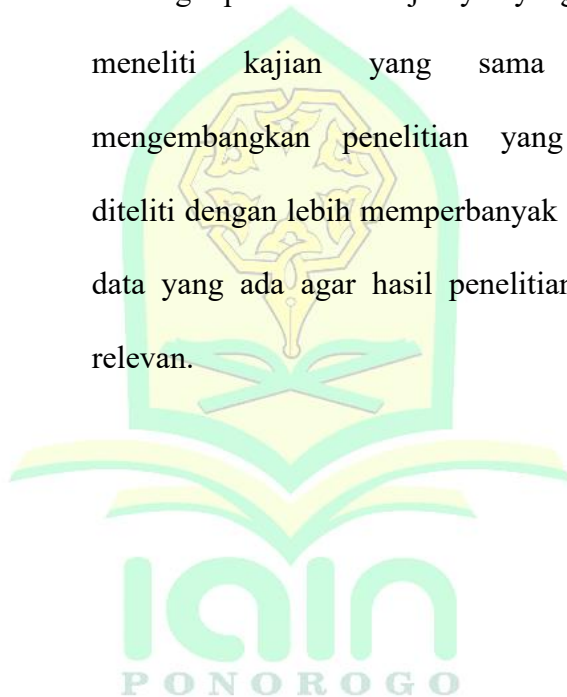 meneliti kajian yang sama
mengembangkan penelitian yang
diteliti dengan lebih memperbanyak
data yang ada agar hasil penelitian
relevan.
iain
PONOROGO